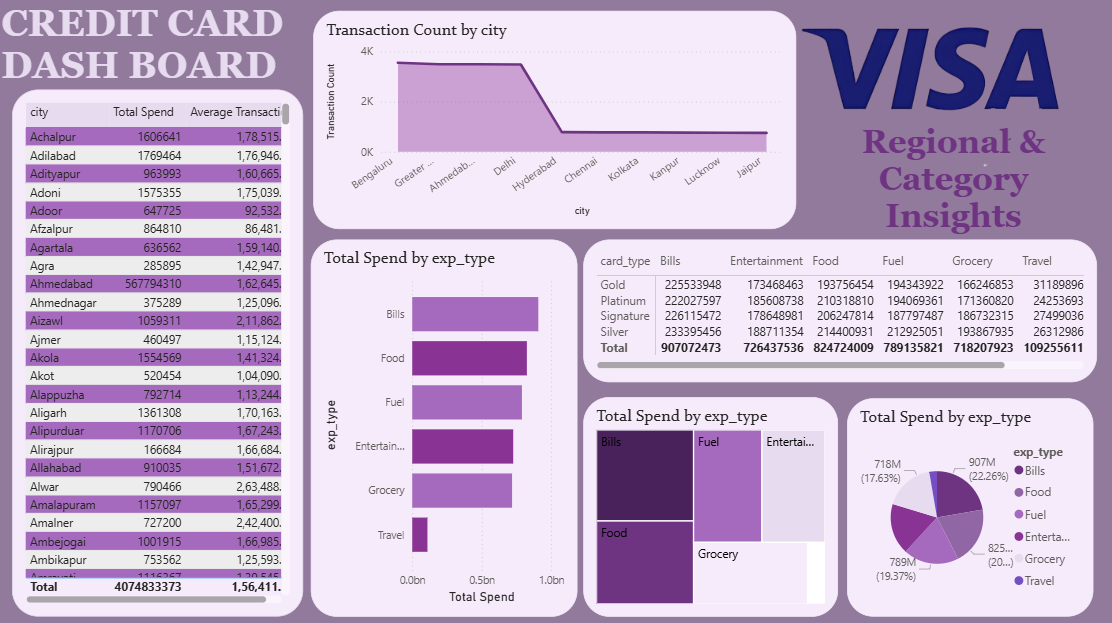 CREDIT CARD
DASH BOARD
city Total Spend Average Transacti
Achalpur 1606641 1,78,515.
Adilabad 1769464 1,76,946.
Adityapur 963993 1,60,665.
Adoni 1575355 1,75,039.
Adoor 647725 92,532.
Afzalpur 864810 86,481.
Agartala 636562 1,59,140.
Agra 285895 1,42,947.
Ahmedabad 567794310 1,62,645.
Ahmednagar 375289 1,25,096.
Aizawl 1059311 2,11,862.
Ajmer 460497 1,15,124.
Akola 1554569 1,41,324.
Akot 520454 1,04,090.
Alappuzha 792714 1,13,244.
Aligarh 1361308 1,70,163.
Alipurduar 1170706 1,67,243.
Alirajpur 166684 1,66,684.
Allahabad 910035 1,51,672.
Alwar 790466 2,63,488.
Amalapuram 1157097 1,65,299.
Amalner 727200 2,42,400.
Ambejogai 1001915 1,66,985.
Ambikapur 753562 1,25,593.
Total 4074833373 1,56,411.
Transaction Count by city
Transaction Count
4K
2K
0K
Bengaluru Greater ... Ahmedab... Delhi Hyderabad Chennai Kolkata Kanpur Lucknow Jaipur
city
VISA
Regional &
Category
Insights
Total Spend by exp_type
exp_type
Bills
Food
Fuel
Entertain...
Grocery
Travel
0.0bn 0.5bn 1.0bn
Total Spend
card_type Bills Entertainment Food Fuel Grocery Travel
Gold 225533948 173468463 193756454 194343922 166246853 31189896
Platinum 222027597 185608738 210318810 194069361 171360820 24253693
Signature 226115472 178648981 206247814 187797487 186732315 27499036
Silver 233395456 188711354 214400931 212925051 193867935 26312986
Total 907072473 726437536 824724009 789135821 718207923 109255611
Total Spend by exp_type
Bills Fuel Entertai...
Food
Grocery
Total Spend by exp_type
718M
(17.63%)
907M
(22.26%)
825...
(20...)
789M
(19.37%)
exp_type
Bills
Food
Fuel
Enterta...
Grocery
Travel